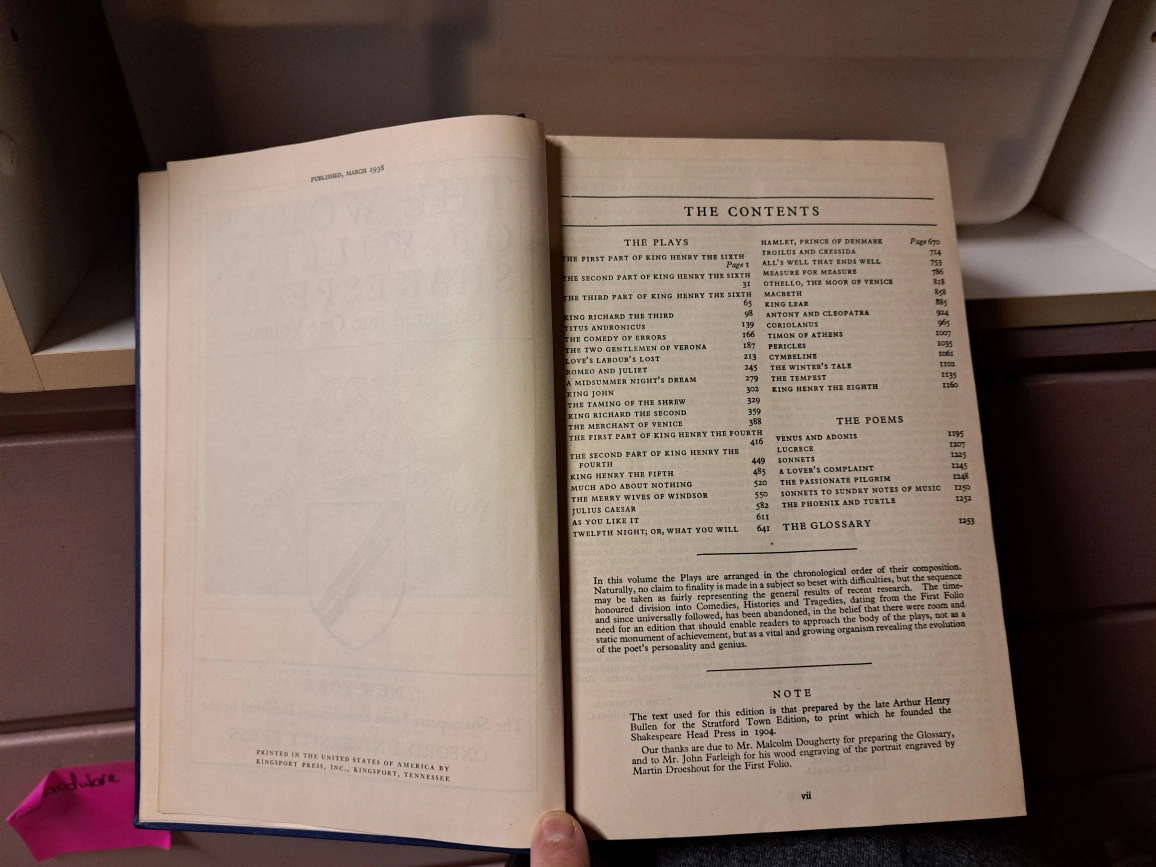 PUBLISHED, MARCH 1938
PRINTED IN THE UNITED STATES OF AMERICA BY
KINGSPORT PRESS, INC., KINGSPORT, TENNESSEE
THE CONTENTS
THE PLAYS
THE FIRST PART OF KING HENRY THE SIXTH
Page 1
THE SECOND PART OF KING HENRY THE SIXTH
31
THE THIRD PART OF KING HENRY THE SIXTH
65
KING RICHARD THE THIRD 98
TITUS ANDRONICUS 139
THE COMEDY OF ERRORS 166
THE TWO GENTLEMEN OF VERONA 187
LOVE'S LABOUR'S LOST 213
ROMEO AND JULIET 245
A MIDSUMMER NIGHT'S DREAM 279
KING JOHN 302
THE TAMING OF THE SHREW 329
KING RICHARD THE SECOND 359
THE MERCHANT OF VENICE 388
THE FIRST PART OF KING HENRY THE FOURTH
416
THE SECOND PART OF KING HENRY THE
FOURTH 449
KING HENRY THE FIFTH 485
MUCH ADO ABOUT NOTHING 520
THE MERRY WIVES OF WINDSOR 550
JULIUS CAESAR 582
AS YOU LIKE IT 611
TWELFTH NIGHT; OR, WHAT YOU WILL 641
HAMLET, PRINCE OF DENMARK Page 670
TROILUS AND CRESSIDA 714
ALL'S WELL THAT ENDS WELL 753
MEASURE FOR MEASURE 786
OTHELLO, THE MOOR OF VENICE 818
MACBETH 858
KING LEAR 885
ANTONY AND CLEOPATRA 924
CORIOLANUS 965
TIMON OF ATHENS 1007
PERICLES 1035
CYMBELINE 1061
THE WINTER'S TALE 1102
THE TEMPEST 1135
KING HENRY THE EIGHTH 1160
THE POEMS
VENUS AND ADONIS 1195
LUCRECE 1207
SONNETS 1225
A LOVER'S COMPLAINT 1245
THE PASSIONATE PILGRIM 1248
SONNETS TO SUNDRY NOTES OF MUSIC 1250
THE PHOENIX AND TURTLE 1252
THE GLOSSARY 1253
In this volume the Plays are arranged in the chronological order of their composition.
Naturally, no claim to finality is made in a subject so beset with difficulties, but the sequence
may be taken as fairly representing the general results of recent research. The time-
honoured division into Comedies, Histories and Tragedies, dating from the First Folio
and since universally followed, has been abandoned, in the belief that there were room and
need for an edition that should enable readers to approach the body of the plays, not as a
static monument of achievement, but as a vital and growing organism revealing the evolution
of the poet's personality and genius.
NOTE
The text used for this edition is that prepared by the late Arthur Henry
Bullen for the Stratford Town Edition, to print which he founded the
Shakespeare Head Press in 1904.
Our thanks are due to Mr. Malcolm Dougherty for preparing the Glossary,
and to Mr. John Farleigh for his wood engraving of the portrait engraved by
Martin Droeshout for the First Folio.
vii